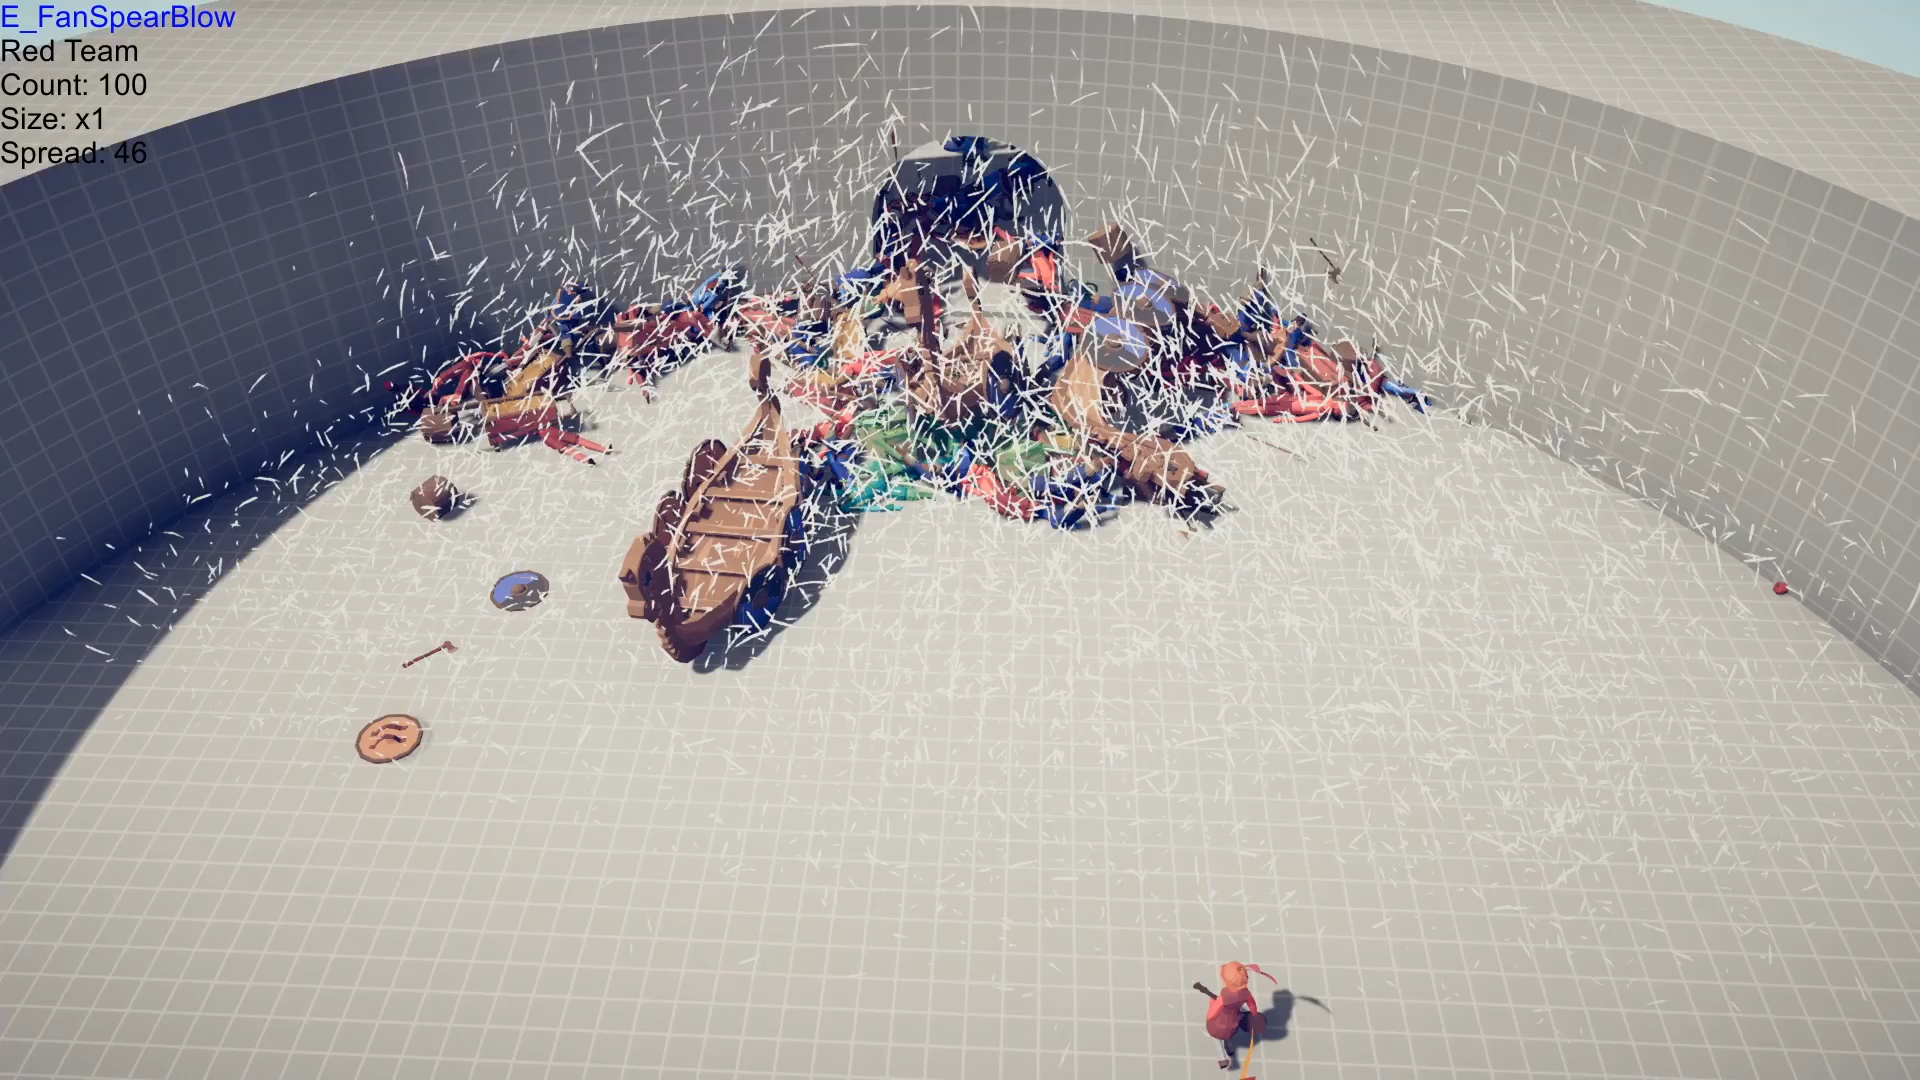 E_FanSpearBlow
Red Team
Count: 100
Size: x1
Spread: 46